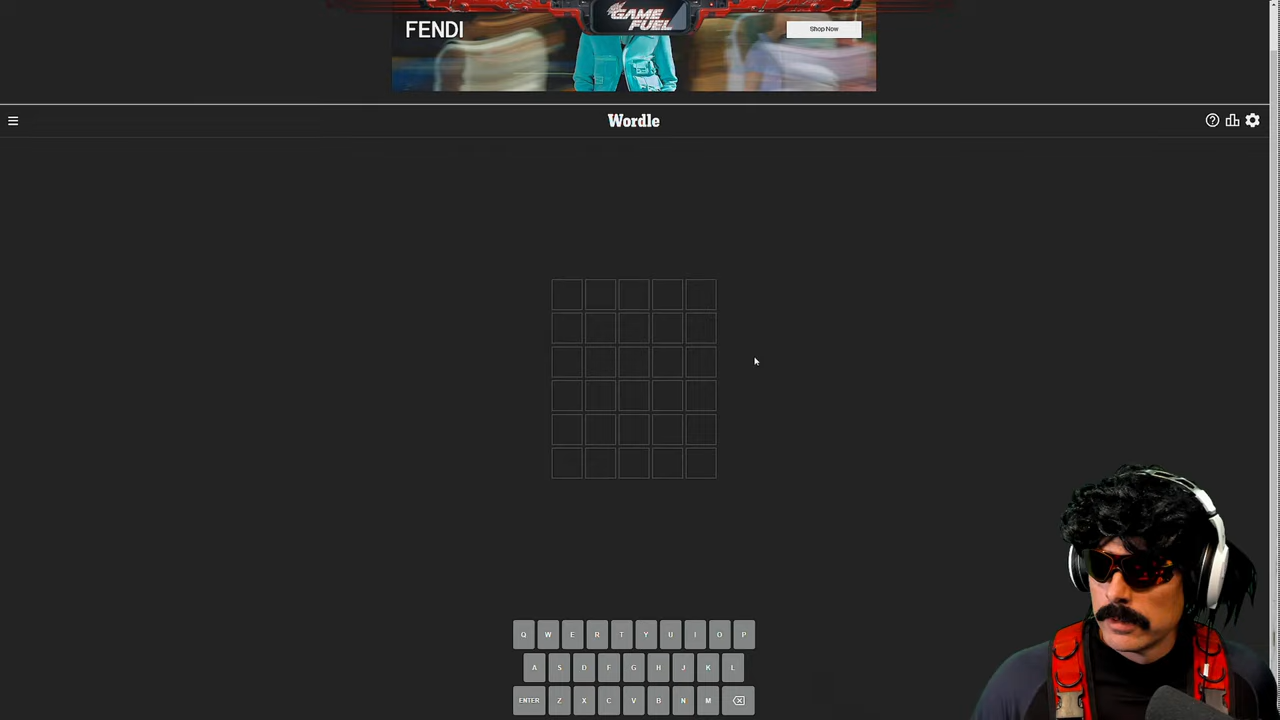 GAME
FUEL
FENDI
Shop Now
Wordle
Q W E R T Y U I O P
A S D F G H J K L
ENTER Z X C V B N M